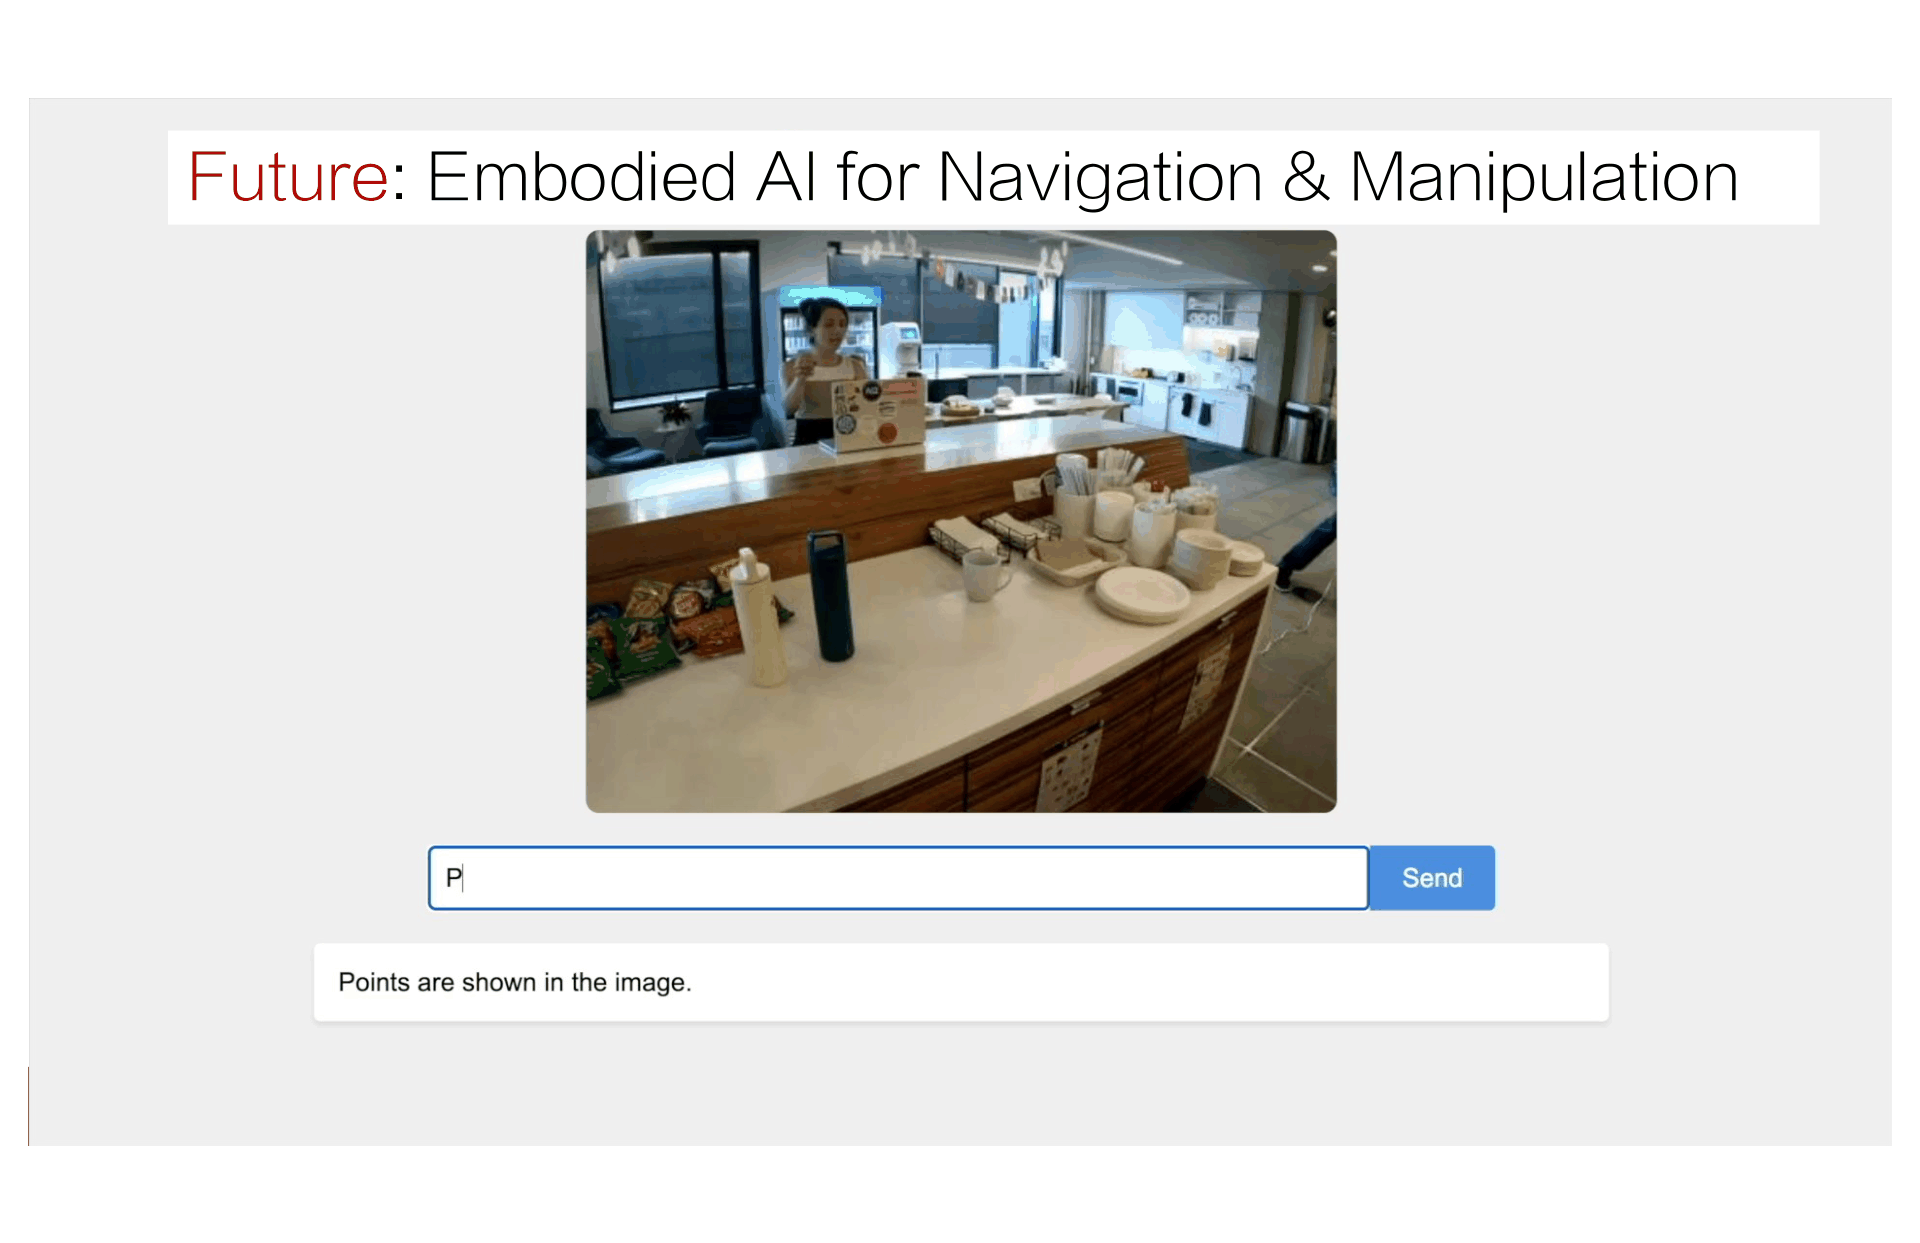 Future: Embodied AI for Navigation & Manipulation
P
Send
Points are shown in the image.